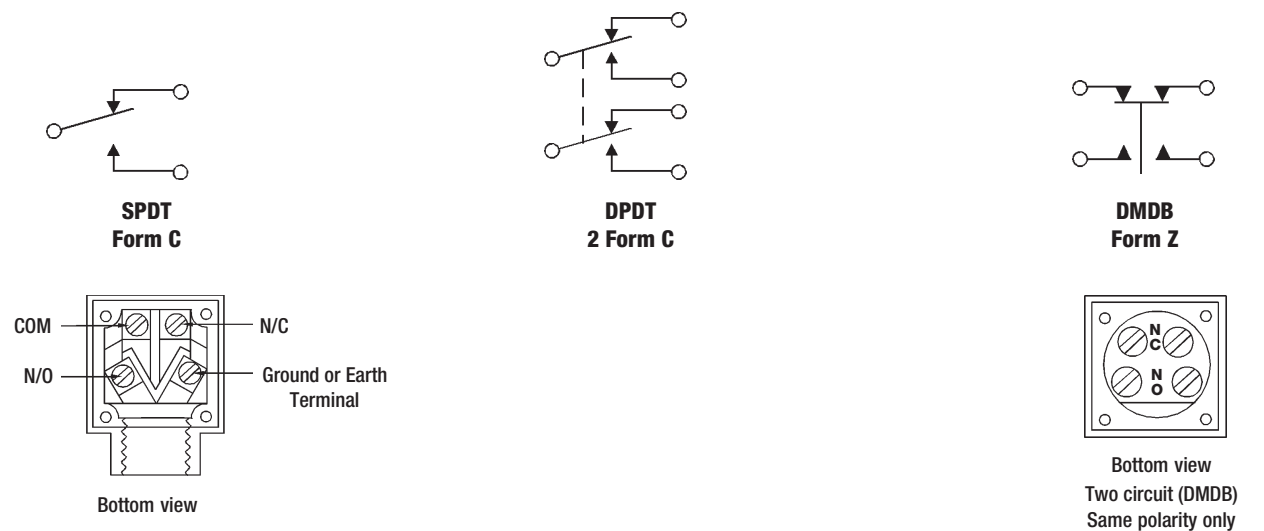 SPDT
Form C
DPDT
2 Form C
DMDB
Form Z
COM
N/C
N/O
Ground or Earth
Terminal
Bottom view
N
C
N
O
Bottom view
Two circuit (DMDB)
Same polarity only